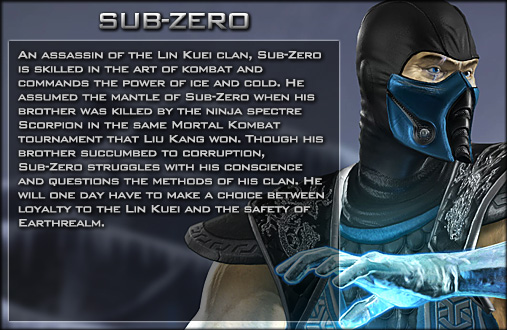 SUB-ZERO
An assassin of the Lin Kuei clan, Sub-Zero
is skilled in the art of kombat and
commands the power of ice and cold. He
assumed the mantle of Sub-Zero when his
brother was killed by the ninja spectre
Scorpion in the same Mortal Kombat
tournament that Liu Kang won. Though his
brother succumbed to corruption,
Sub-Zero struggles with his conscience
and questions the methods of his clan. He
will one day have to make a choice between
loyalty to the Lin Kuei and the safety of
Earthrealm.